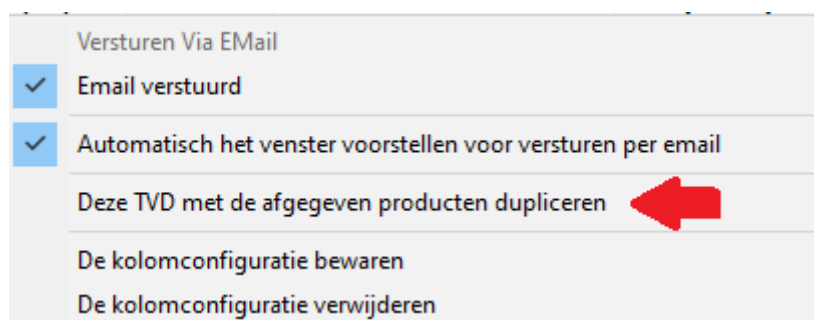 Versturen Via EMail
Email verstuurd
Automatisch het venster voorstellen voor versturen per email
Deze TVD met de afgegeven producten dupliceren
De kolomconfiguratie bewaren
De kolomconfiguratie verwijderen